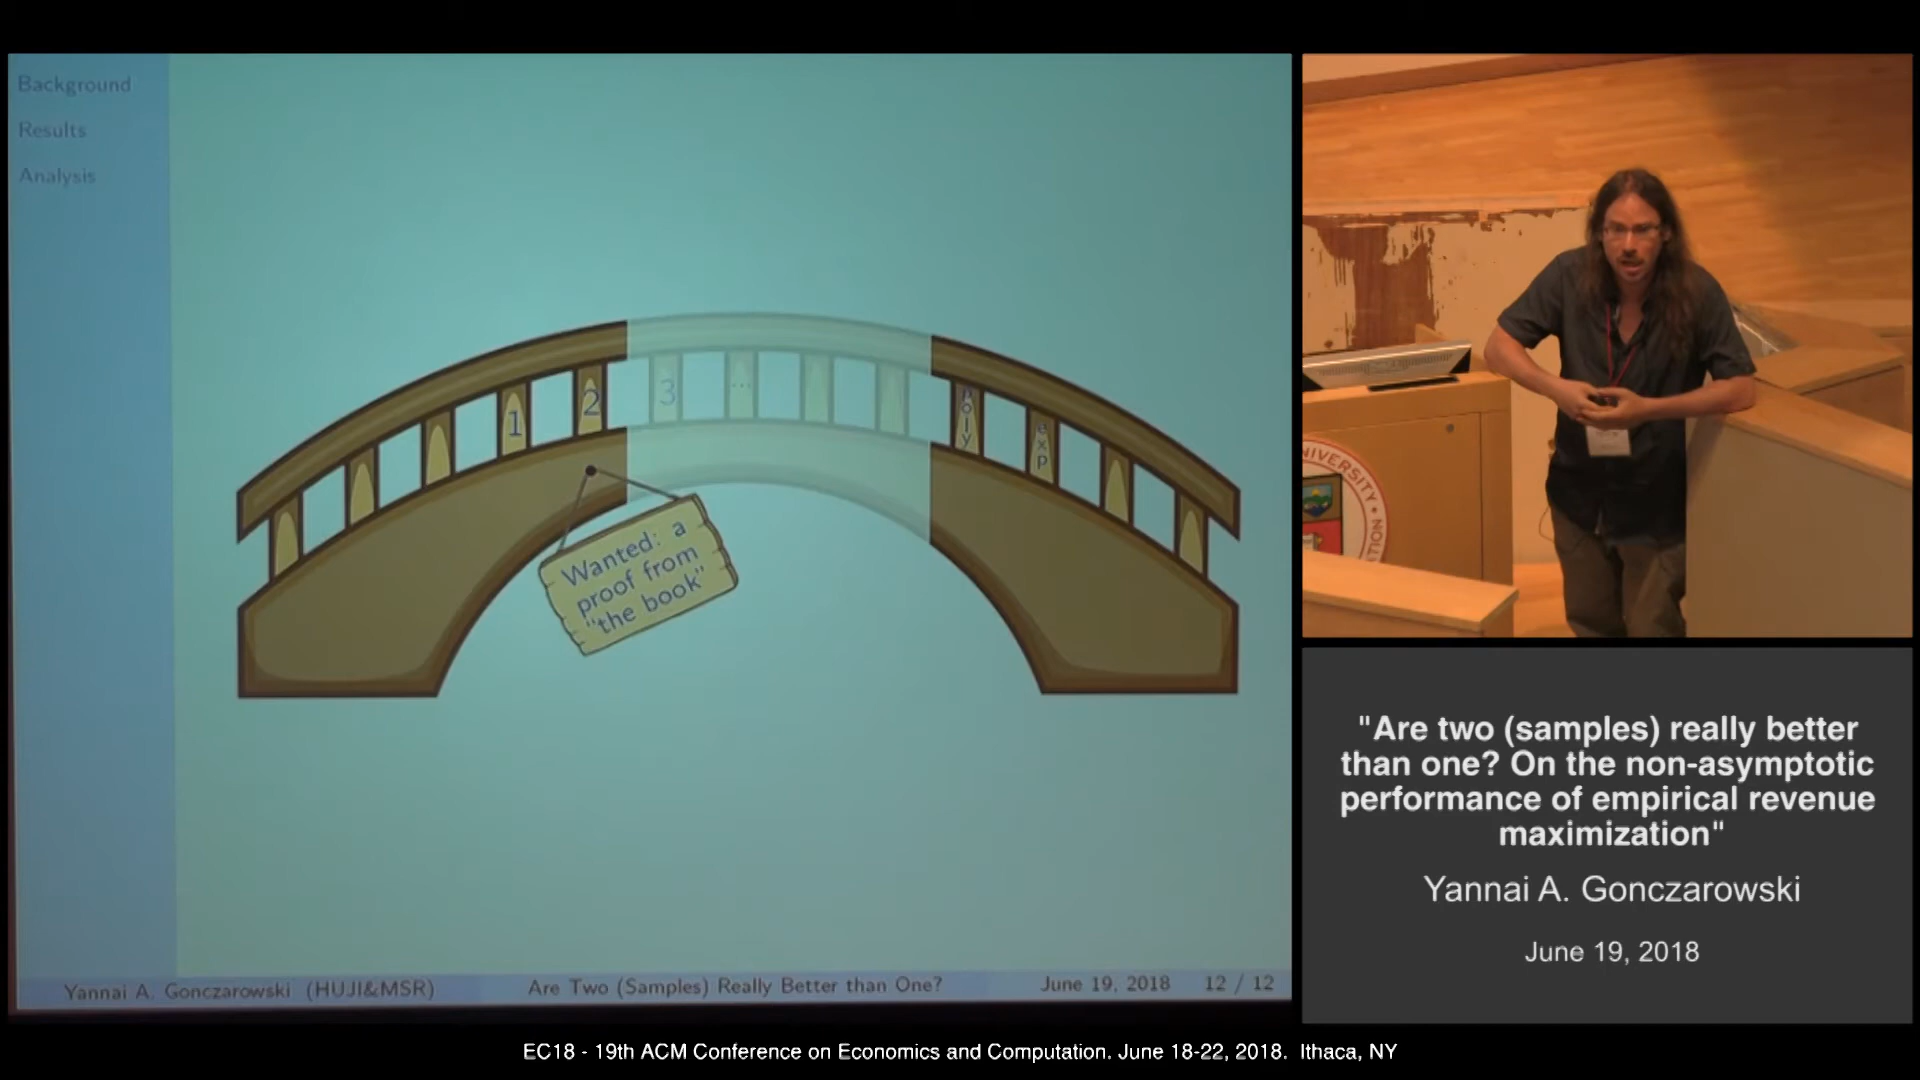 Background
Results
Analysis
1
2
3
...
poly
exp
Wanted: a
proof from
"the book"
Yannai A. Gonczarowski (HUJI&MSR)
Are Two (Samples) Really Better than One?
June 19, 2018
12 / 12
"Are two (samples) really better
than one? On the non-asymptotic
performance of empirical revenue
maximization"
Yannai A. Gonczarowski
June 19, 2018
EC18 - 19th ACM Conference on Economics and Computation. June 18-22, 2018. Ithaca, NY